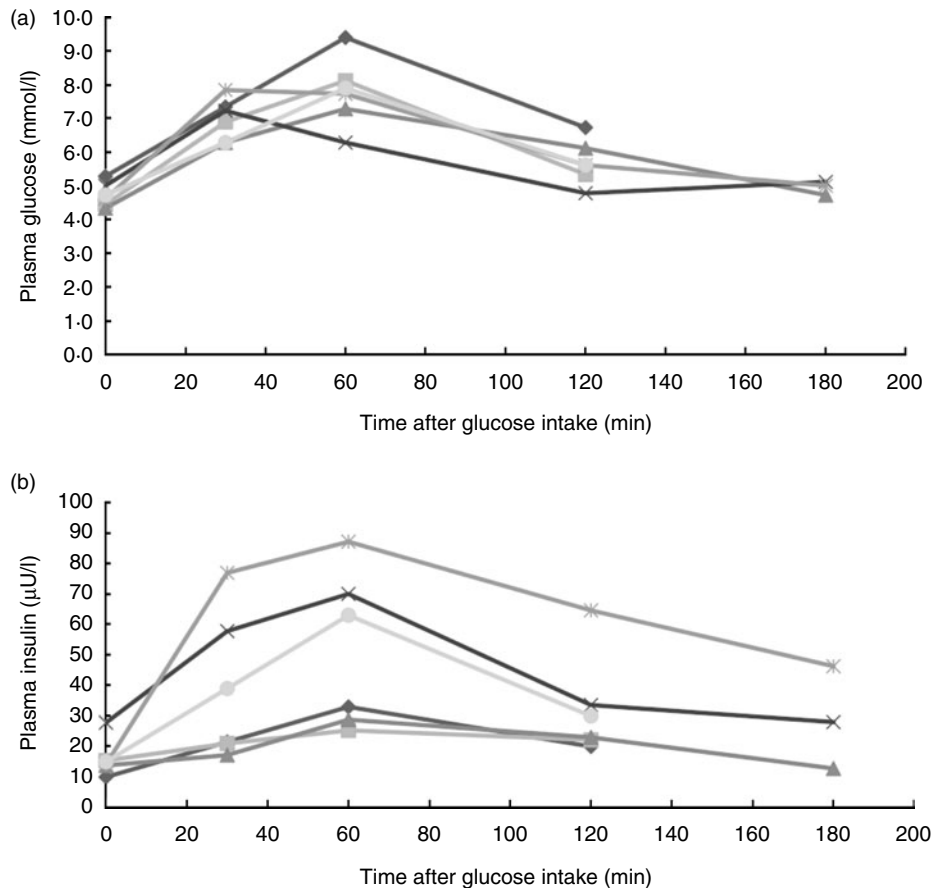 (a)
10·0
9·0
8·0
7·0
6·0
5·0
4·0
3·0
2·0
1·0
0·0
Plasma glucose (mmol/l)
0 20 40 60 80 100 120 140 160 180 200
Time after glucose intake (min)
(b)
100
90
80
70
60
50
40
30
20
10
0
Plasma insulin (μU/l)
0 20 40 60 80 100 120 140 160 180 200
Time after glucose intake (min)